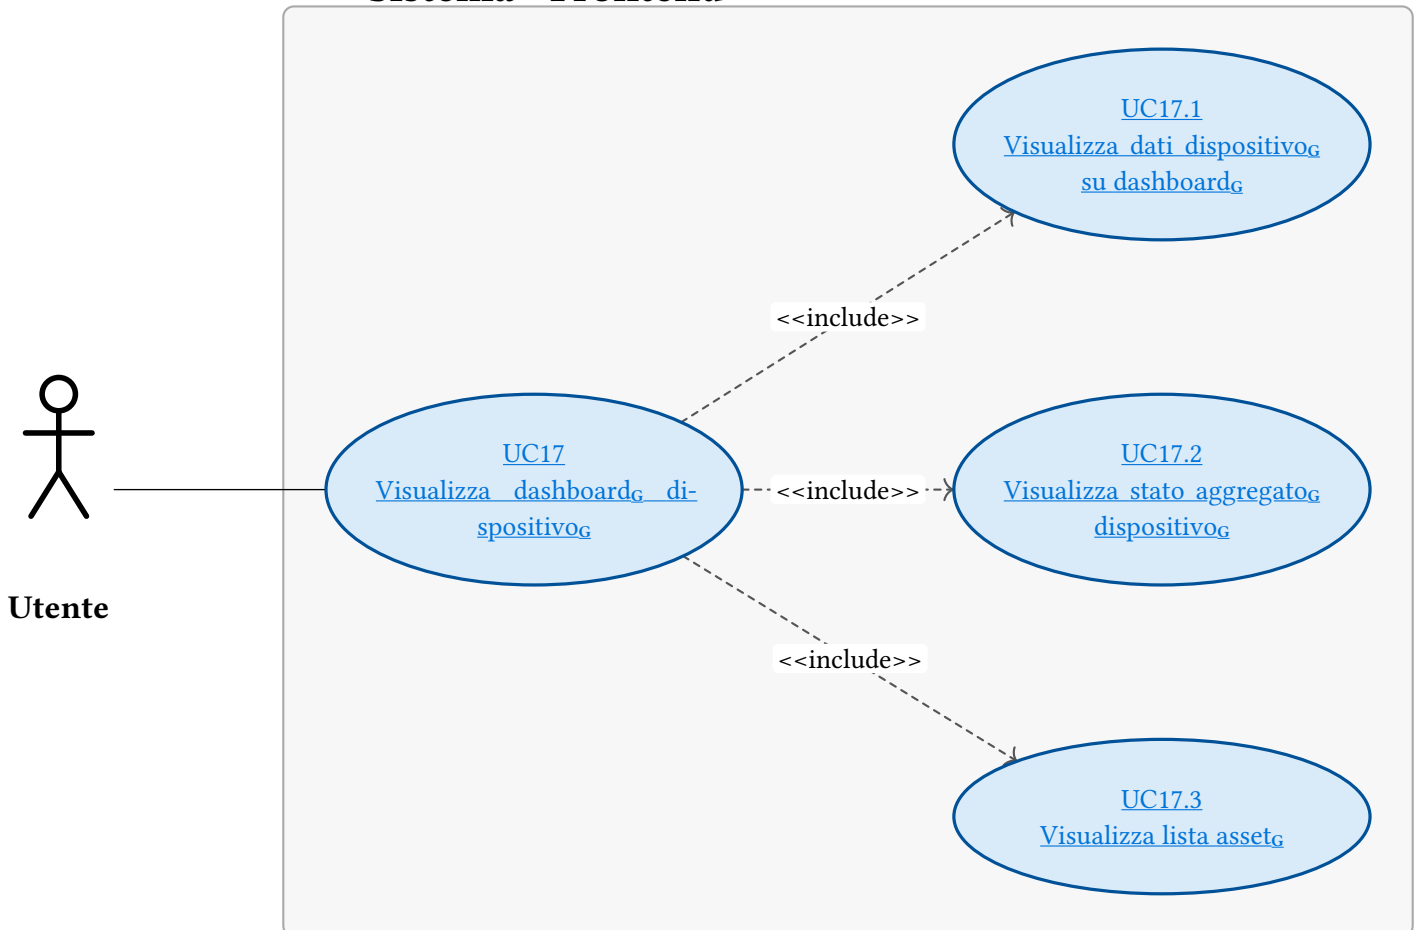 UC17.1
Visualizza dati dispositivoG
su dashboardG
<<include>>
UC17
Visualizza dashboardG di-
spositivoG
<<include>>
UC17.2
Visualizza stato aggregatoG
dispositivoG
Utente
<<include>>
UC17.3
Visualizza lista assetG